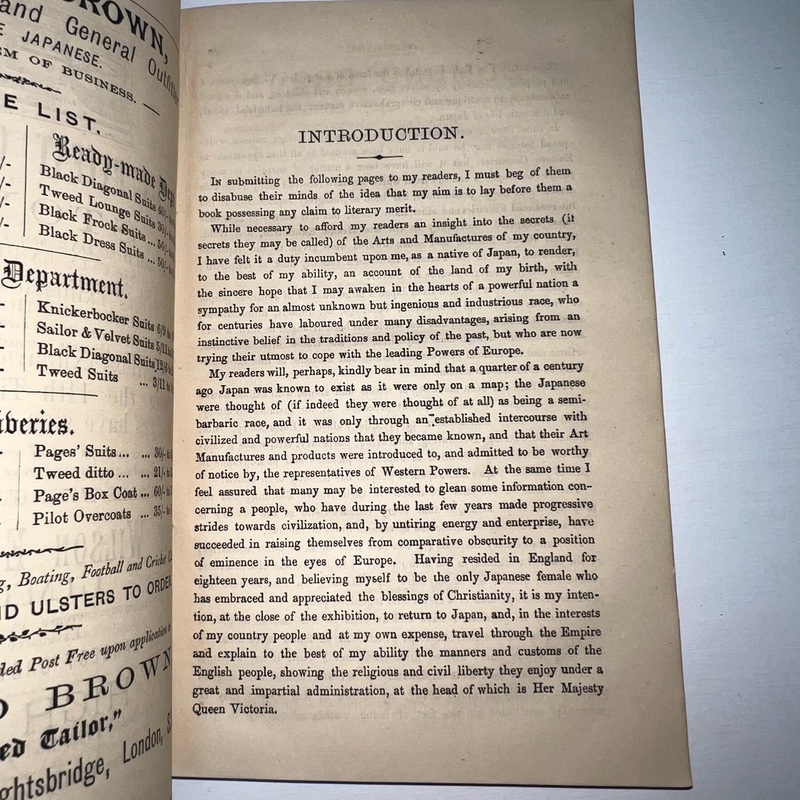 BROWN,
and General Outfitter
JAPANESE.
OF BUSINESS.
LIST.
Ready-made
Black Diagonal Suits
Tweed Lounge Suits
Black Frock Suits ...
Black Dress Suits ...
Department.
Knickerbocker Suits
Sailor & Velvet Suits
Black Diagonal Suits
Tweed Suits ... 3/11
Pages' Suits ... ... 30/-
Tweed ditto ... ... 21/-
Page's Box Coat ... 60/-
Pilot Overcoats ... 35/-
Boating, Football and Cricket
ULSTERS TO ORDER
Post Free upon application
BROWN
Tailor,"
London,
INTRODUCTION.
In submitting the following pages to my readers, I must beg of them
to disabuse their minds of the idea that my aim is to lay before them a
book possessing any claim to literary merit.
While necessary to afford my readers an insight into the secrets (if
secrets they may be called) of the Arts and Manufactures of my country,
I have felt it a duty incumbent upon me, as a native of Japan, to render,
to the best of my ability, an account of the land of my birth, with
the sincere hope that I may awaken in the hearts of a powerful nation a
sympathy for an almost unknown but ingenious and industrious race, who
for centuries have laboured under many disadvantages, arising from an
instinctive belief in the traditions and policy of the past, but who are now
trying their utmost to cope with the leading Powers of Europe.
My readers will, perhaps, kindly bear in mind that a quarter of a century
ago Japan was known to exist as it were only on a map; the Japanese
were thought of (if indeed they were thought of at all) as being a semi-
barbaric race, and it was only through an established intercourse with
civilized and powerful nations that they became known, and that their Art
Manufactures and products were introduced to, and admitted to be worthy
of notice by, the representatives of Western Powers. At the same time I
feel assured that many may be interested to glean some information con-
cerning a people, who have during the last few years made progressive
strides towards civilization, and, by untiring energy and enterprise, have
succeeded in raising themselves from comparative obscurity to a position
of eminence in the eyes of Europe. Having resided in England for
eighteen years, and believing myself to be the only Japanese female who
has embraced and appreciated the blessings of Christianity, it is my inten-
tion, at the close of the exhibition, to return to Japan, and, in the interests
of my country people and at my own expense, travel through the Empire
and explain to the best of my ability the manners and customs of the
English people, showing the religious and civil liberty they enjoy under a
great and impartial administration, at the head of which is Her Majesty
Queen Victoria.